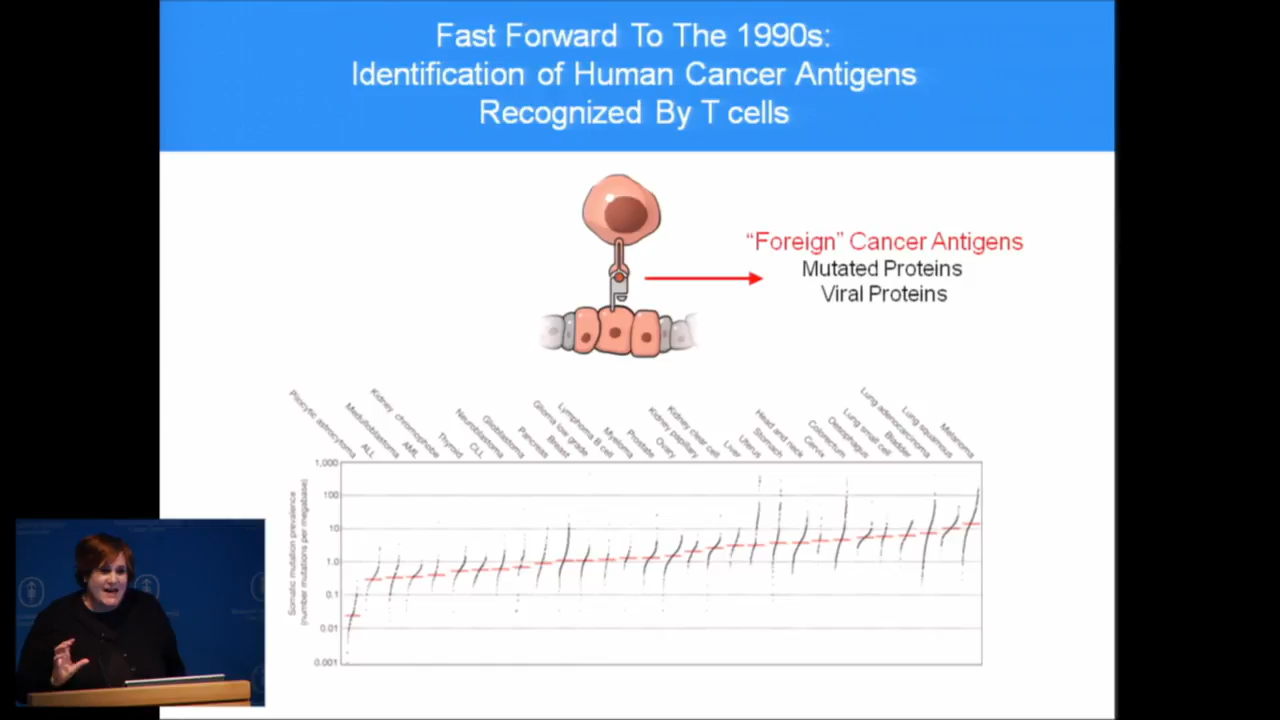 Fast Forward To The 1990s:
Identification of Human Cancer Antigens
Recognized By T cells
“Foreign” Cancer Antigens
Mutated Proteins
Viral Proteins
Pilocytic astrocytoma
ALL
Medulloblastoma
AML
Kidney chromophobe
Thyroid
CLL
Neuroblastoma
Glioblastoma
Pancreas
Breast
Glioma low grade
Lymphoma B cell
Myeloma
Prostate
Ovary
Kidney papillary
Kidney clear cell
Liver
Uterus
Stomach
Head and neck
Cervix
Colorectum
Oesophagus
Lung small cell
Bladder
Lung adenocarcinoma
Lung squamous
Melanoma
Somatic mutation prevalence
(number mutations per megabase)
1,000
100
10
1.0
0.1
0.01
0.001